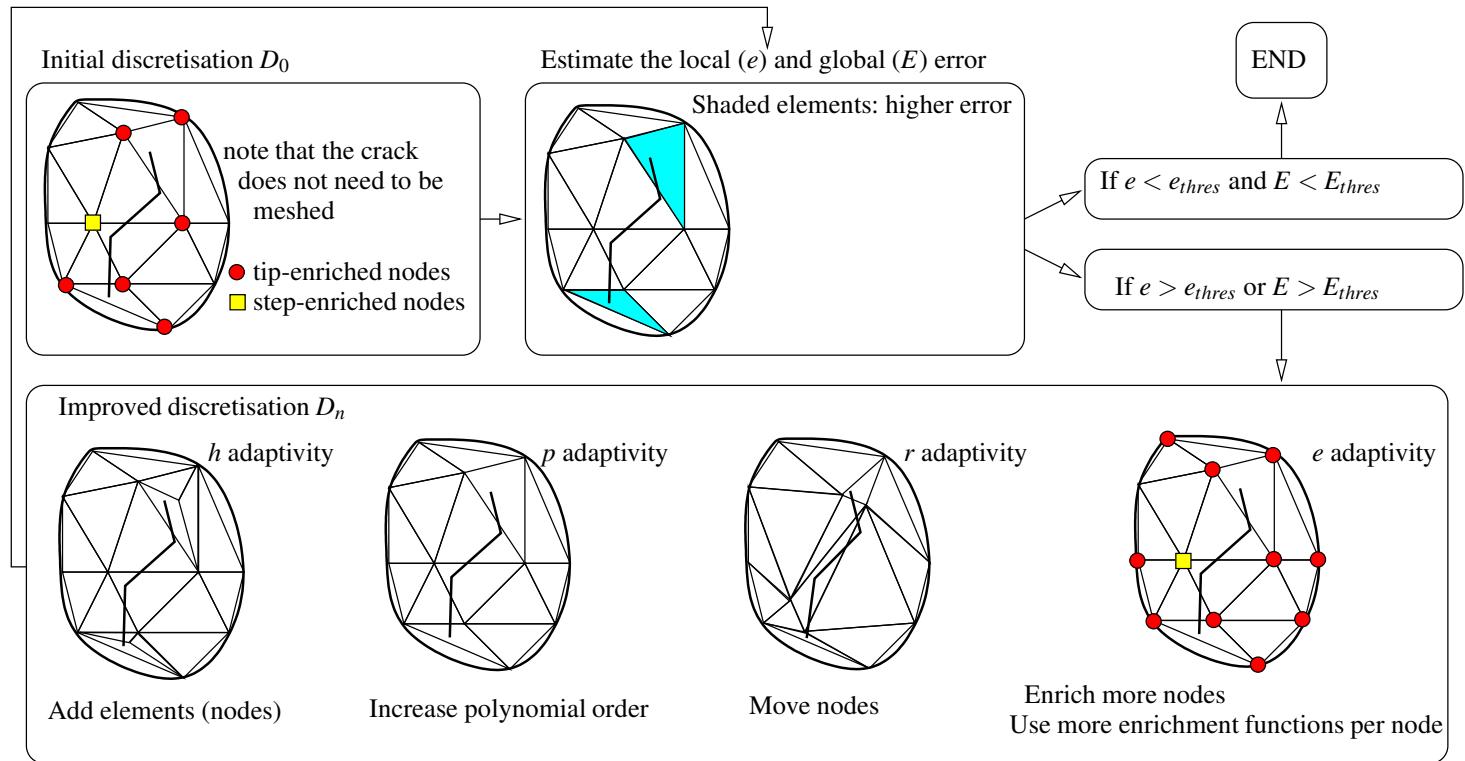 Initial discretisation D₀
note that the crack
does not need to be
meshed
tip-enriched nodes
step-enriched nodes
Estimate the local (e) and global (E) error
Shaded elements: higher error
END
If e < eₜₕᵣₑₛ and E < Eₜₕᵣₑₛ
If e > eₜₕᵣₑₛ or E > Eₜₕᵣₑₛ
Improved discretisation Dₙ
h adaptivity
Add elements (nodes)
p adaptivity
Increase polynomial order
r adaptivity
Move nodes
e adaptivity
Enrich more nodes
Use more enrichment functions per node